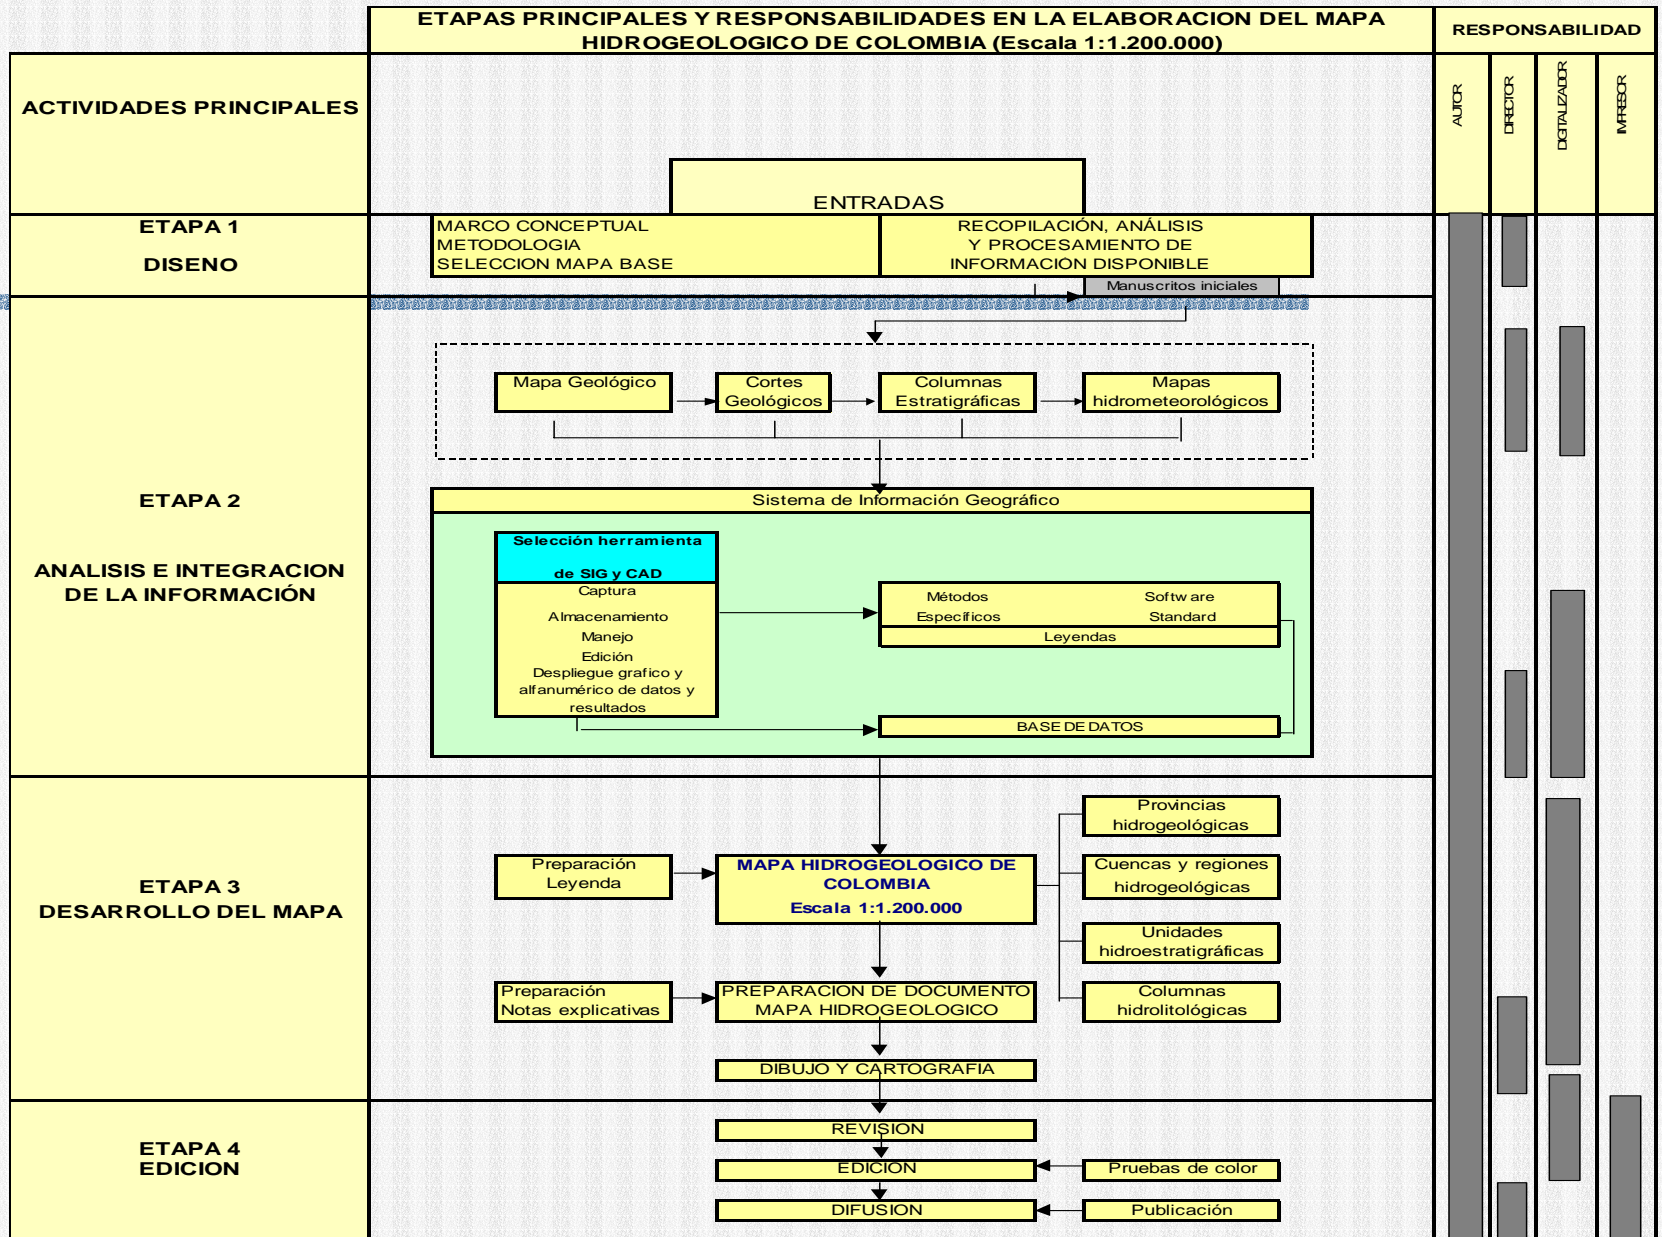 ETAPAS PRINCIPALES Y RESPONSABILIDADES EN LA ELABORACION DEL MAPA
HIDROGEOLOGICO DE COLOMBIA (Escala 1:1.200.000)
RESPONSABILIDAD
ACTIVIDADES PRINCIPALES
AUTOR
DIRECTOR
DIGITALIZADOR
IMPRESOR
ENTRADAS
ETAPA 1
DISENO
MARCO CONCEPTUAL
METODOLOGIA
SELECCION MAPA BASE
RECOPILACIÓN, ANÁLISIS
Y PROCESAMIENTO DE
INFORMACIÓN DISPONIBLE
Manuscritos iniciales
ETAPA 2
ANALISIS E INTEGRACION
DE LA INFORMACIÓN
Mapa Geológico
Cortes
Geológicos
Columnas
Estratigráficas
Mapas
hidrometeorológicos
Sistema de Información Geográfico
Selección herramienta
de SIG y CAD
Captura
Almacenamiento
Manejo
Edición
Despliegue grafico y
alfanumérico de datos y
resultados
Métodos
Específicos
Software
Standard
Leyendas
BASE DE DATOS
ETAPA 3
DESARROLLO DEL MAPA
Preparación
Leyenda
MAPA HIDROGEOLOGICO DE
COLOMBIA
Escala 1:1.200.000
Provincias
hidrogeológicas
Cuencas y regiones
hidrogeológicas
Unidades
hidroestratigráficas
Columnas
hidrolitológicas
Preparación
Notas explicativas
PREPARACION DE DOCUMENTO
MAPA HIDROGEOLOGICO
DIBUJO Y CARTOGRAFIA
ETAPA 4
EDICION
REVISION
EDICION
Pruebas de color
DIFUSION
Publicación